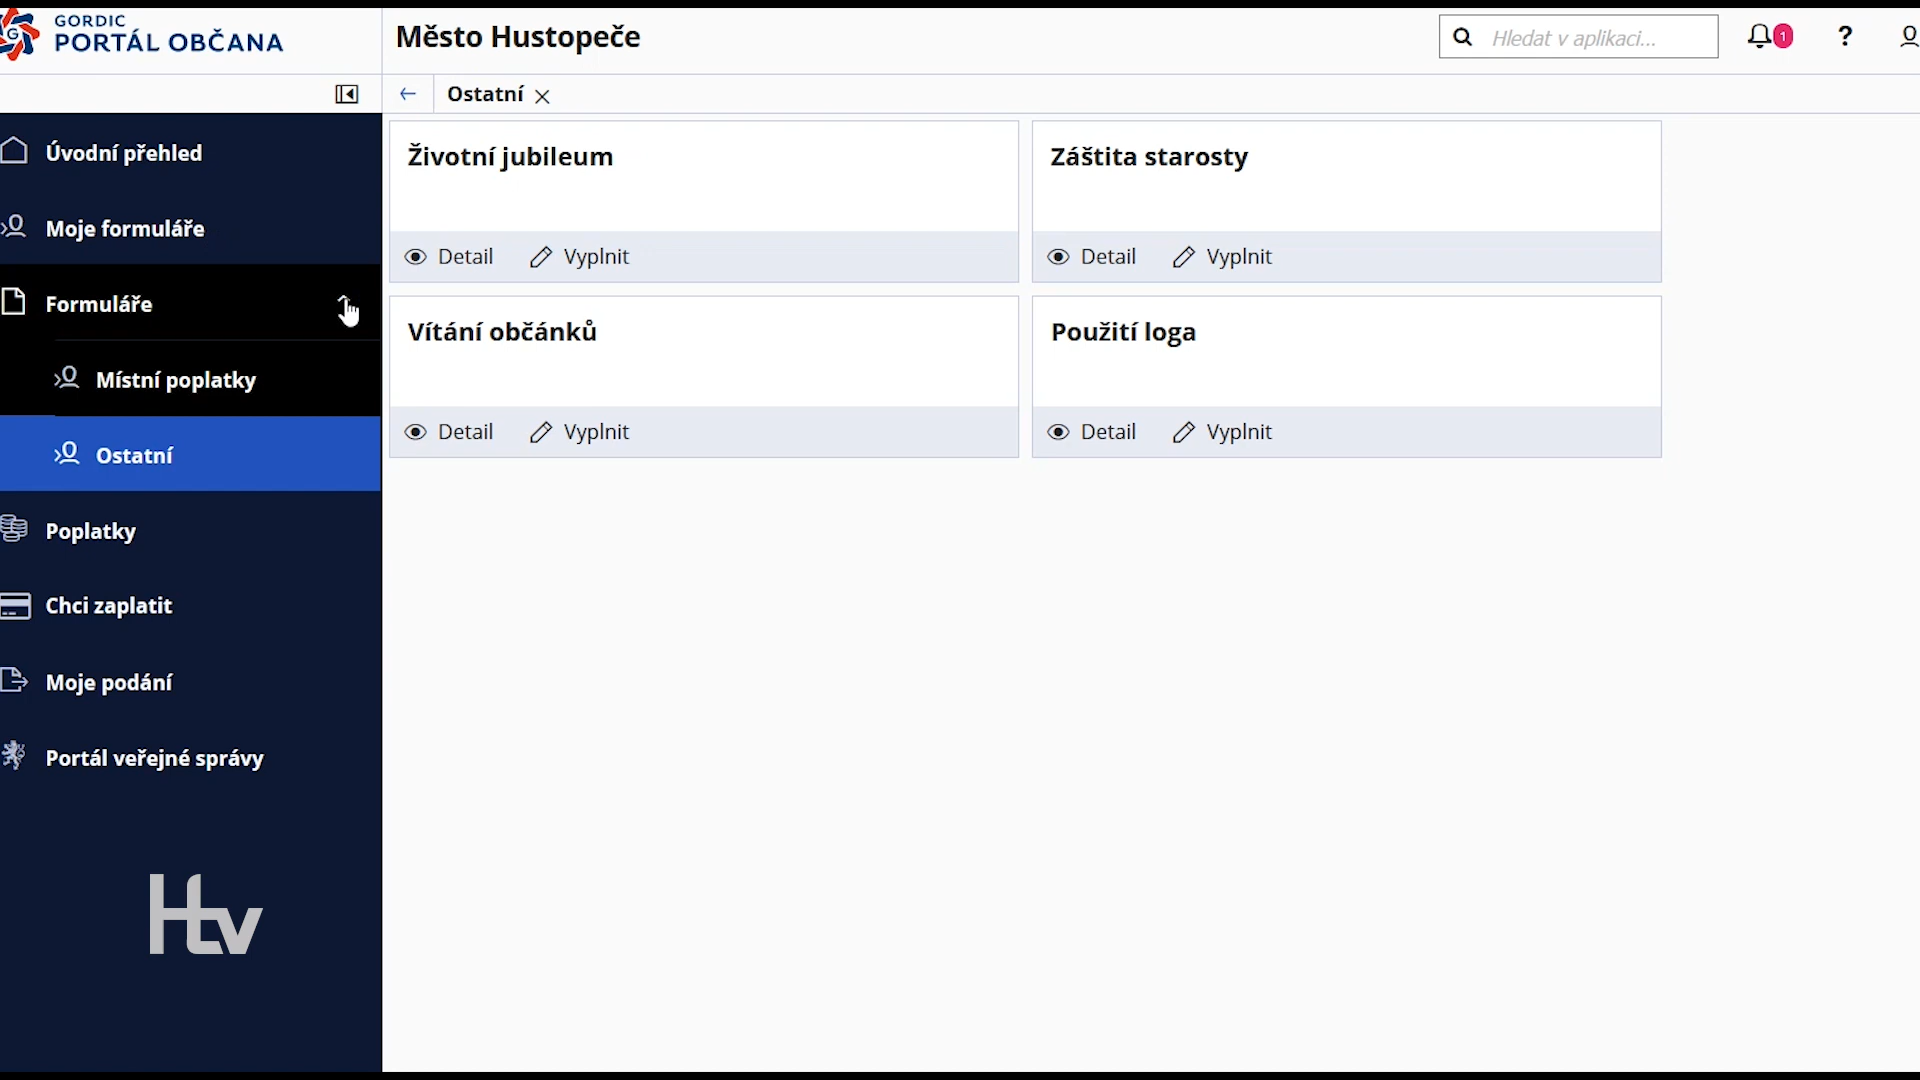 GORDIC
PORTÁL OBČANA
Město Hustopeče
Hledat v aplikaci...
1
?
Ostatní
Úvodní přehled
Moje formuláře
Formuláře
Místní poplatky
Ostatní
Poplatky
Chci zaplatit
Moje podání
Portál veřejné správy
Životní jubileum
Detail Vyplnit
Záštita starosty
Detail Vyplnit
Vítání občánků
Detail Vyplnit
Použití loga
Detail Vyplnit
Htv